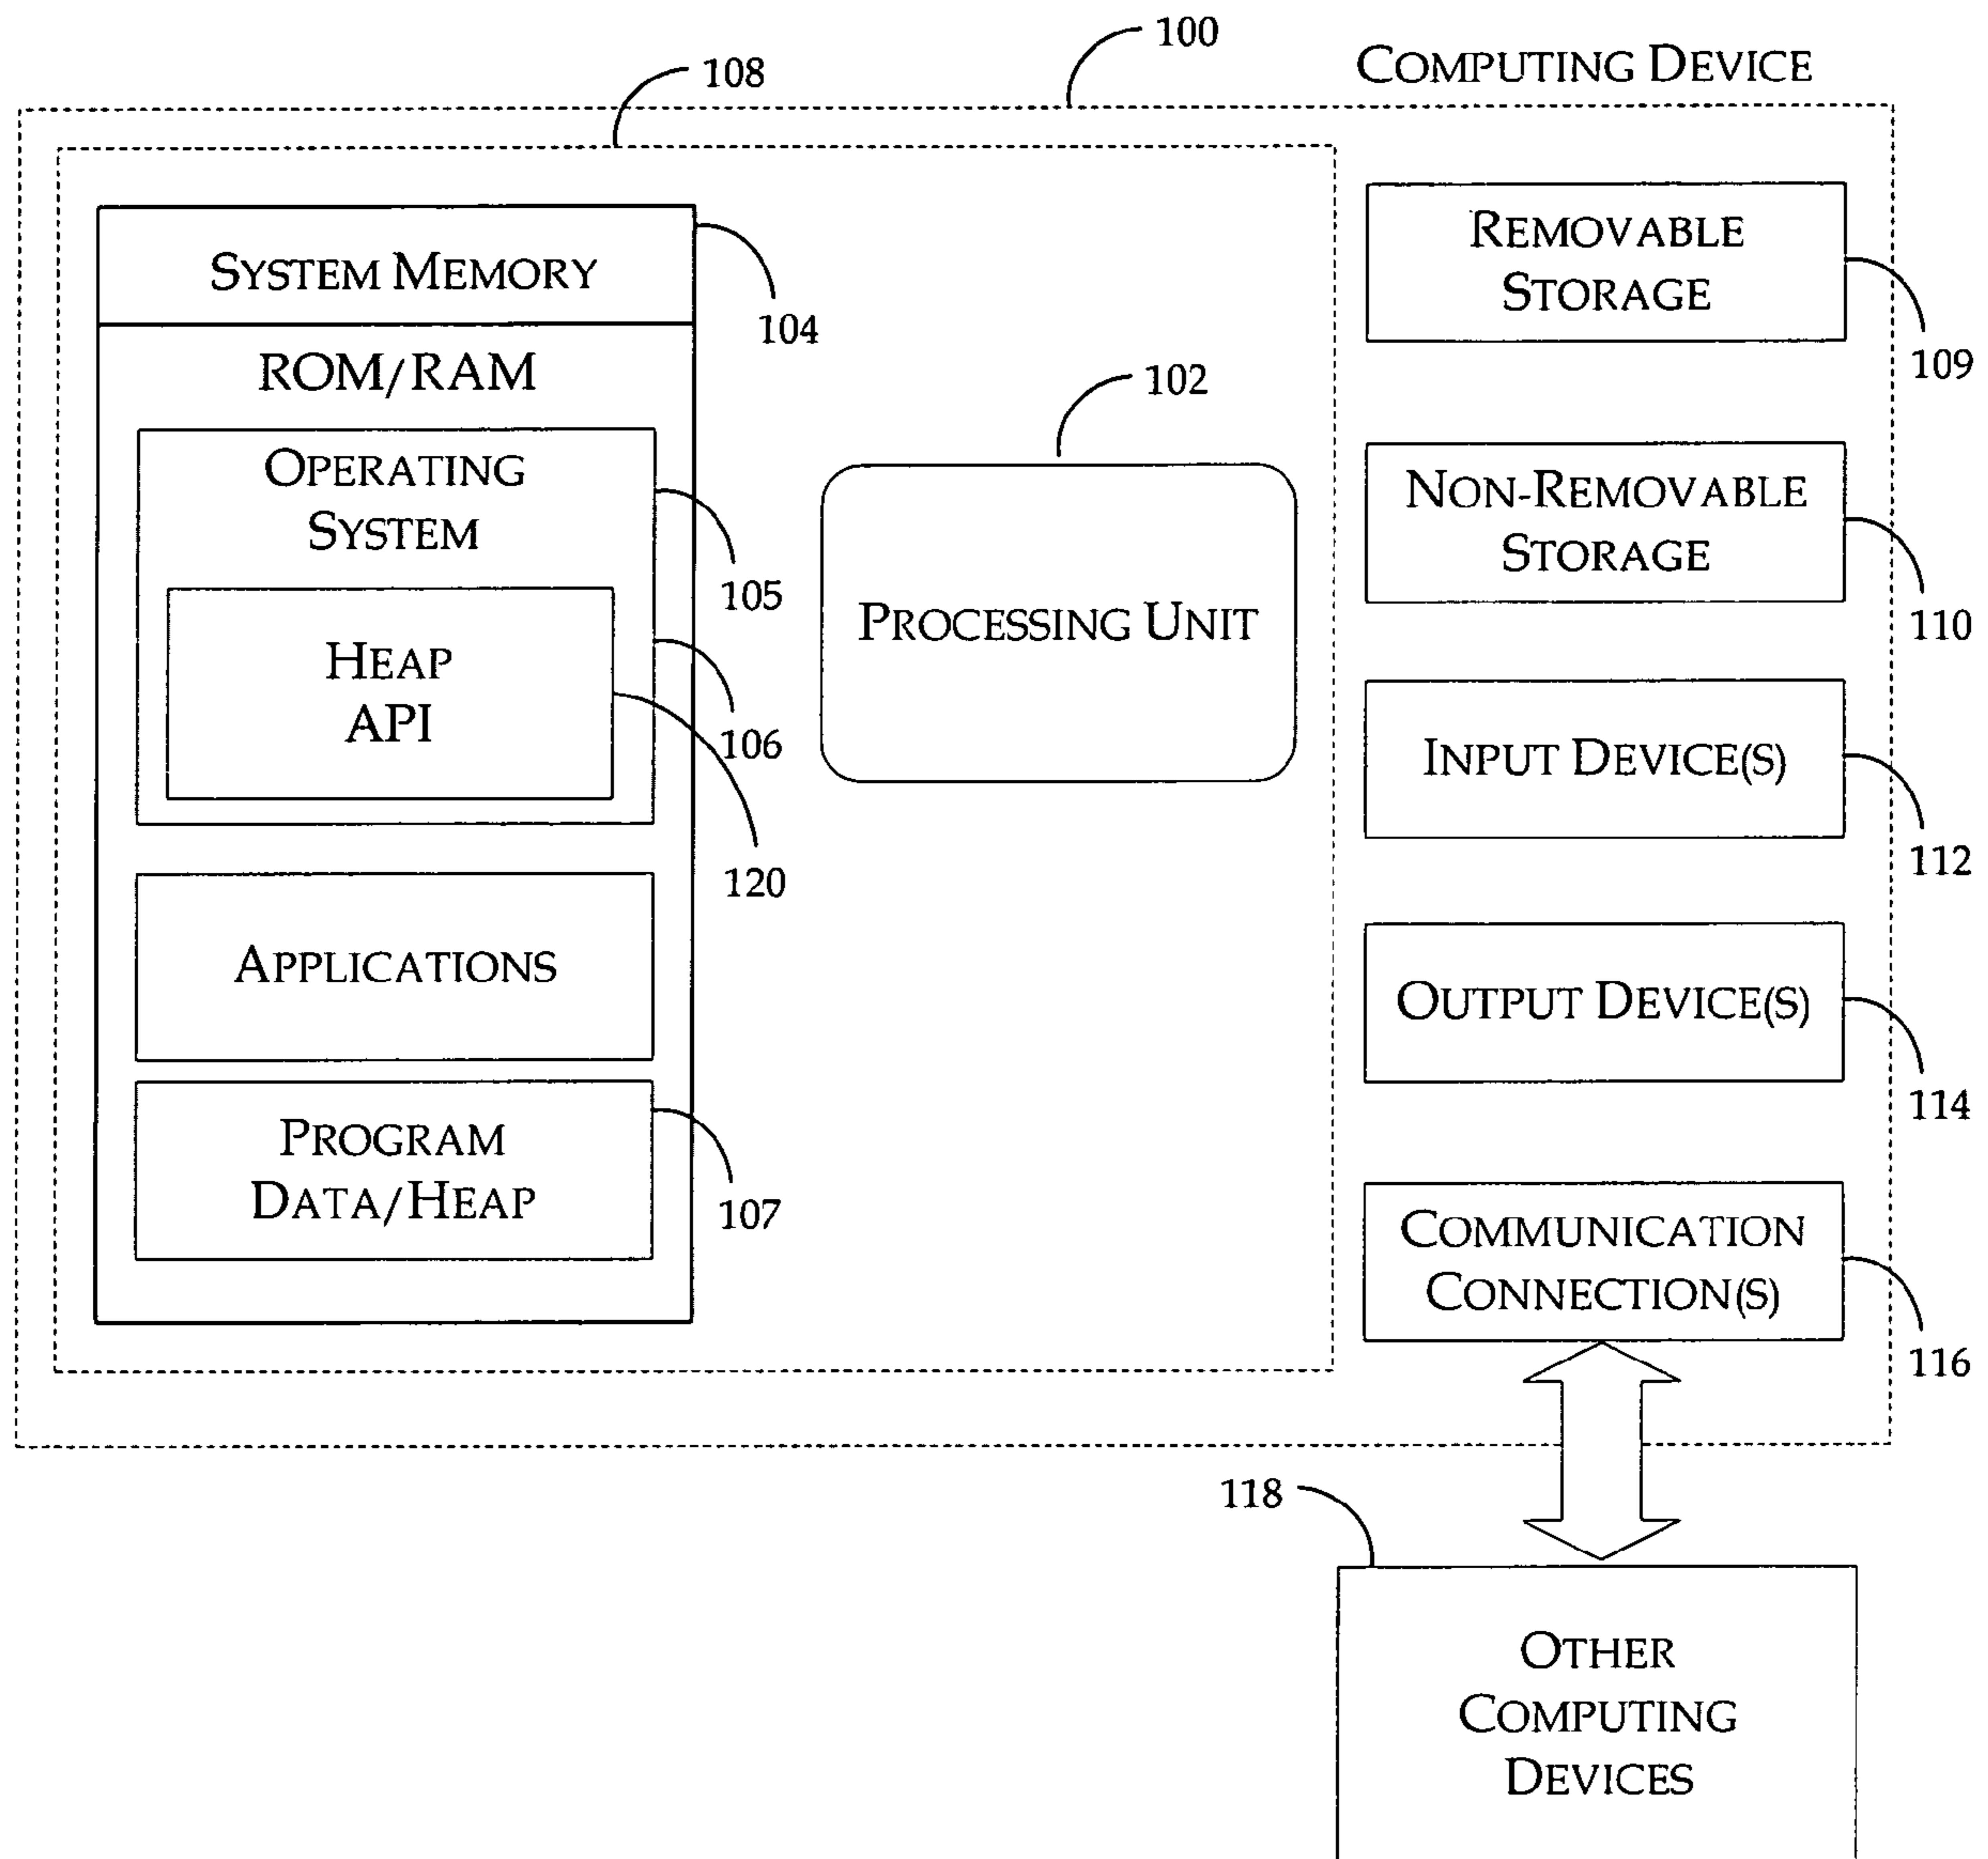 100
COMPUTING DEVICE
108
SYSTEM MEMORY
104
ROM/RAM
OPERATING
SYSTEM
105
HEAP
API
106
120
APPLICATIONS
PROGRAM
DATA/HEAP
107
102
PROCESSING UNIT
REMOVABLE
STORAGE
109
NON-REMOVABLE
STORAGE
110
INPUT DEVICE(S)
112
OUTPUT DEVICE(S)
114
COMMUNICATION
CONNECTION(S)
116
118
OTHER
COMPUTING
DEVICES